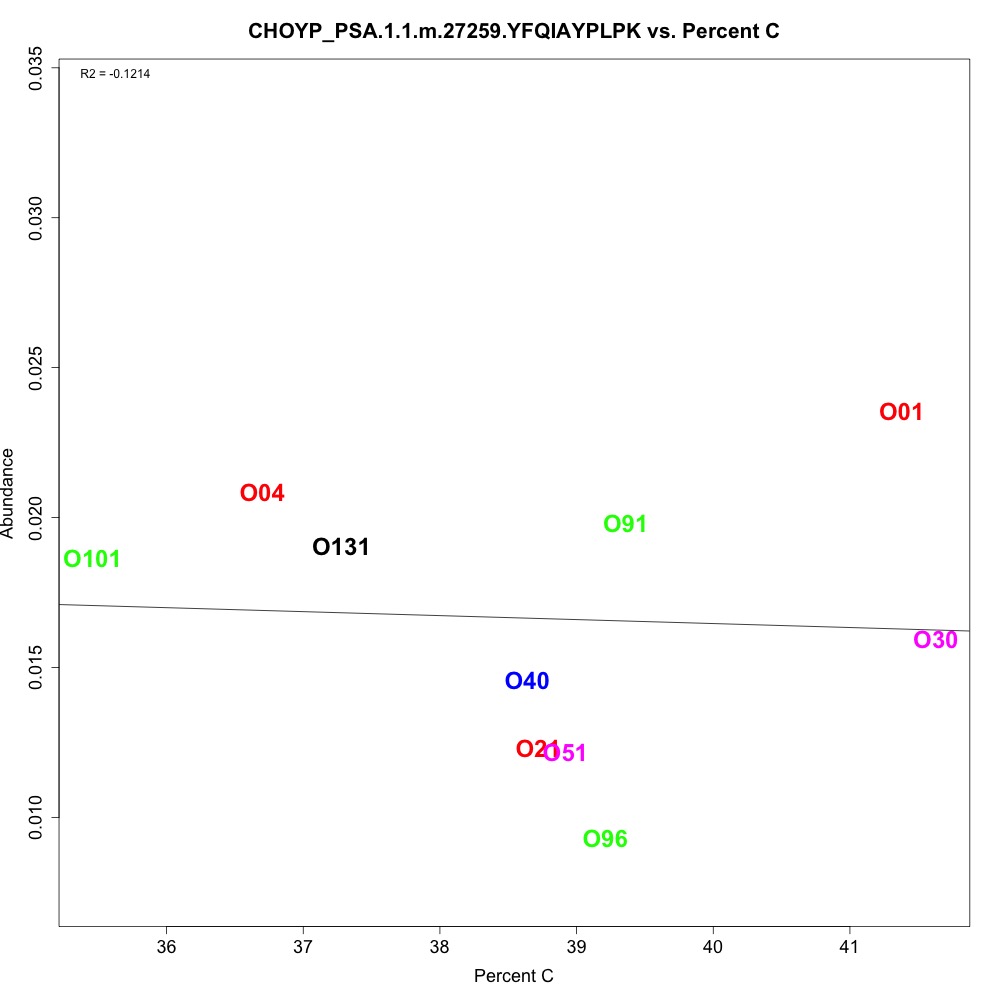 CHOYP_PSA.1.1.m.27259.YFQIAYPLPK vs. Percent C
R2 = -0.1214
0.035
0.030
0.025
0.020
0.015
0.010
Abundance
O01
O04
O91
O131
O101
O30
O40
O21
O51
O96
36 37 38 39 40 41
Percent C